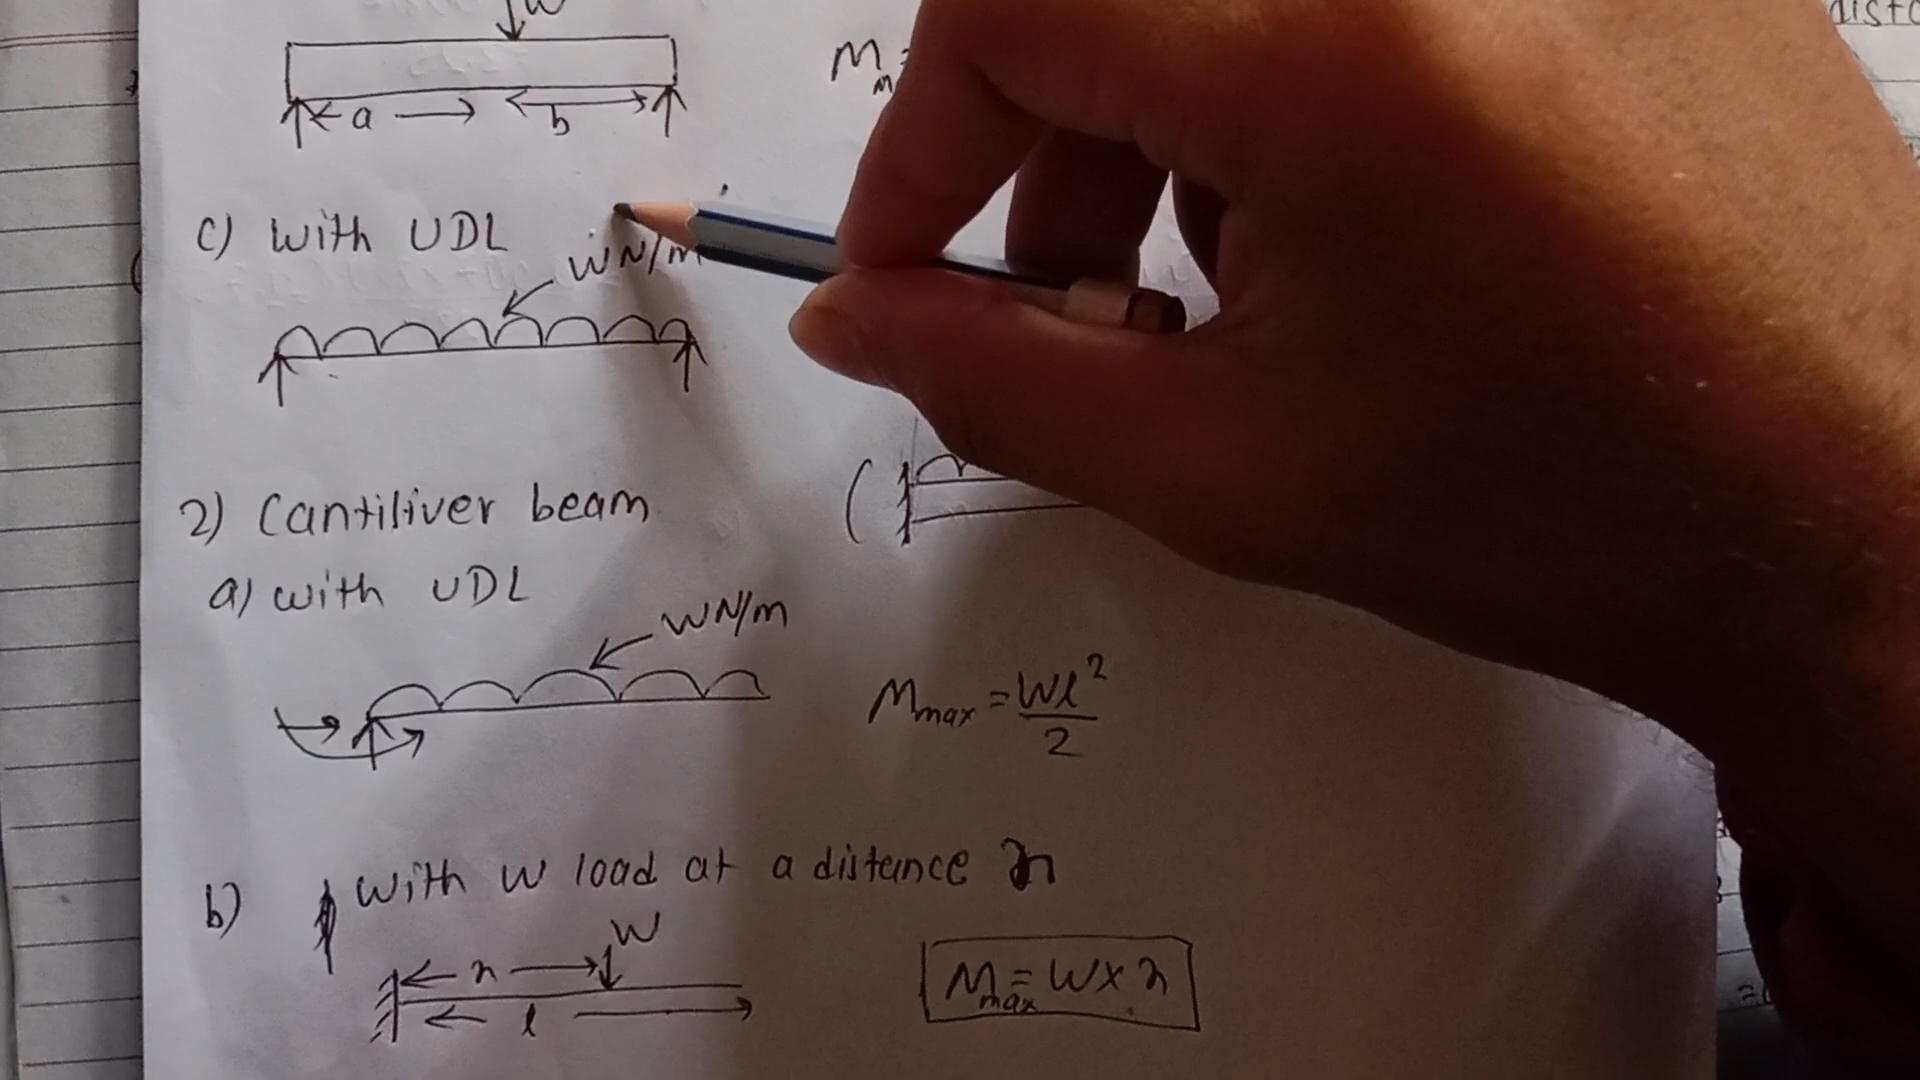 W
a b
M
c) With UDL
WN/m
2) Cantiliver beam
a) with UDL
WN/m
Mmax = Wl²/2
b) With W load at a distance x
W
x
l
Mmax = W x x